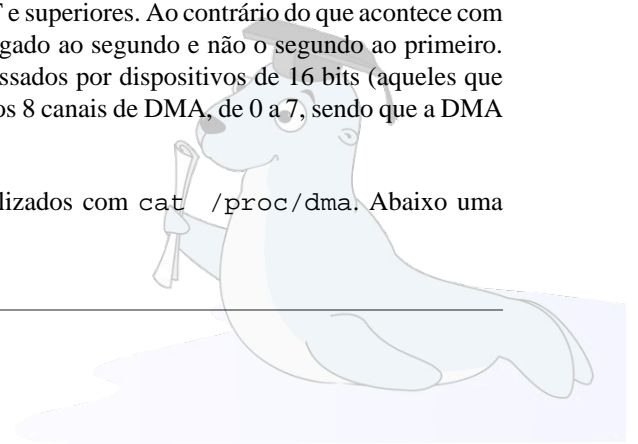 e superiores. Ao contrário do que acontece com
gado ao segundo e não o segundo ao primeiro.
ssados por dispositivos de 16 bits (aqueles que
os 8 canais de DMA, de 0 a 7, sendo que a DMA
lizados com cat /proc/dma. Abaixo uma